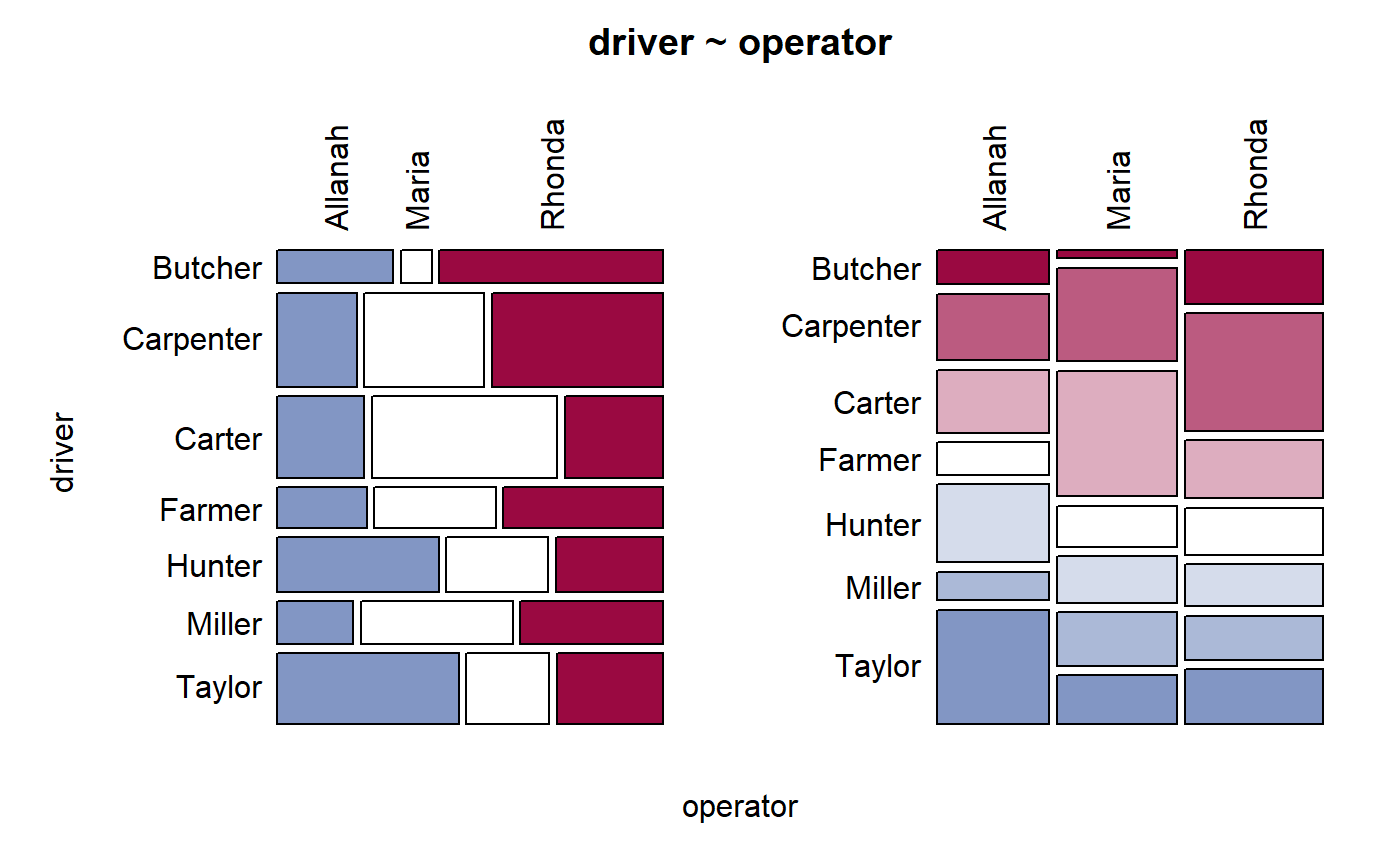 driver ~ operator
Allanah
Maria
Rhonda
Butcher
Carpenter
Carter
Farmer
Hunter
Miller
Taylor
driver
Allanah
Maria
Rhonda
Butcher
Carpenter
Carter
Farmer
Hunter
Miller
Taylor
operator